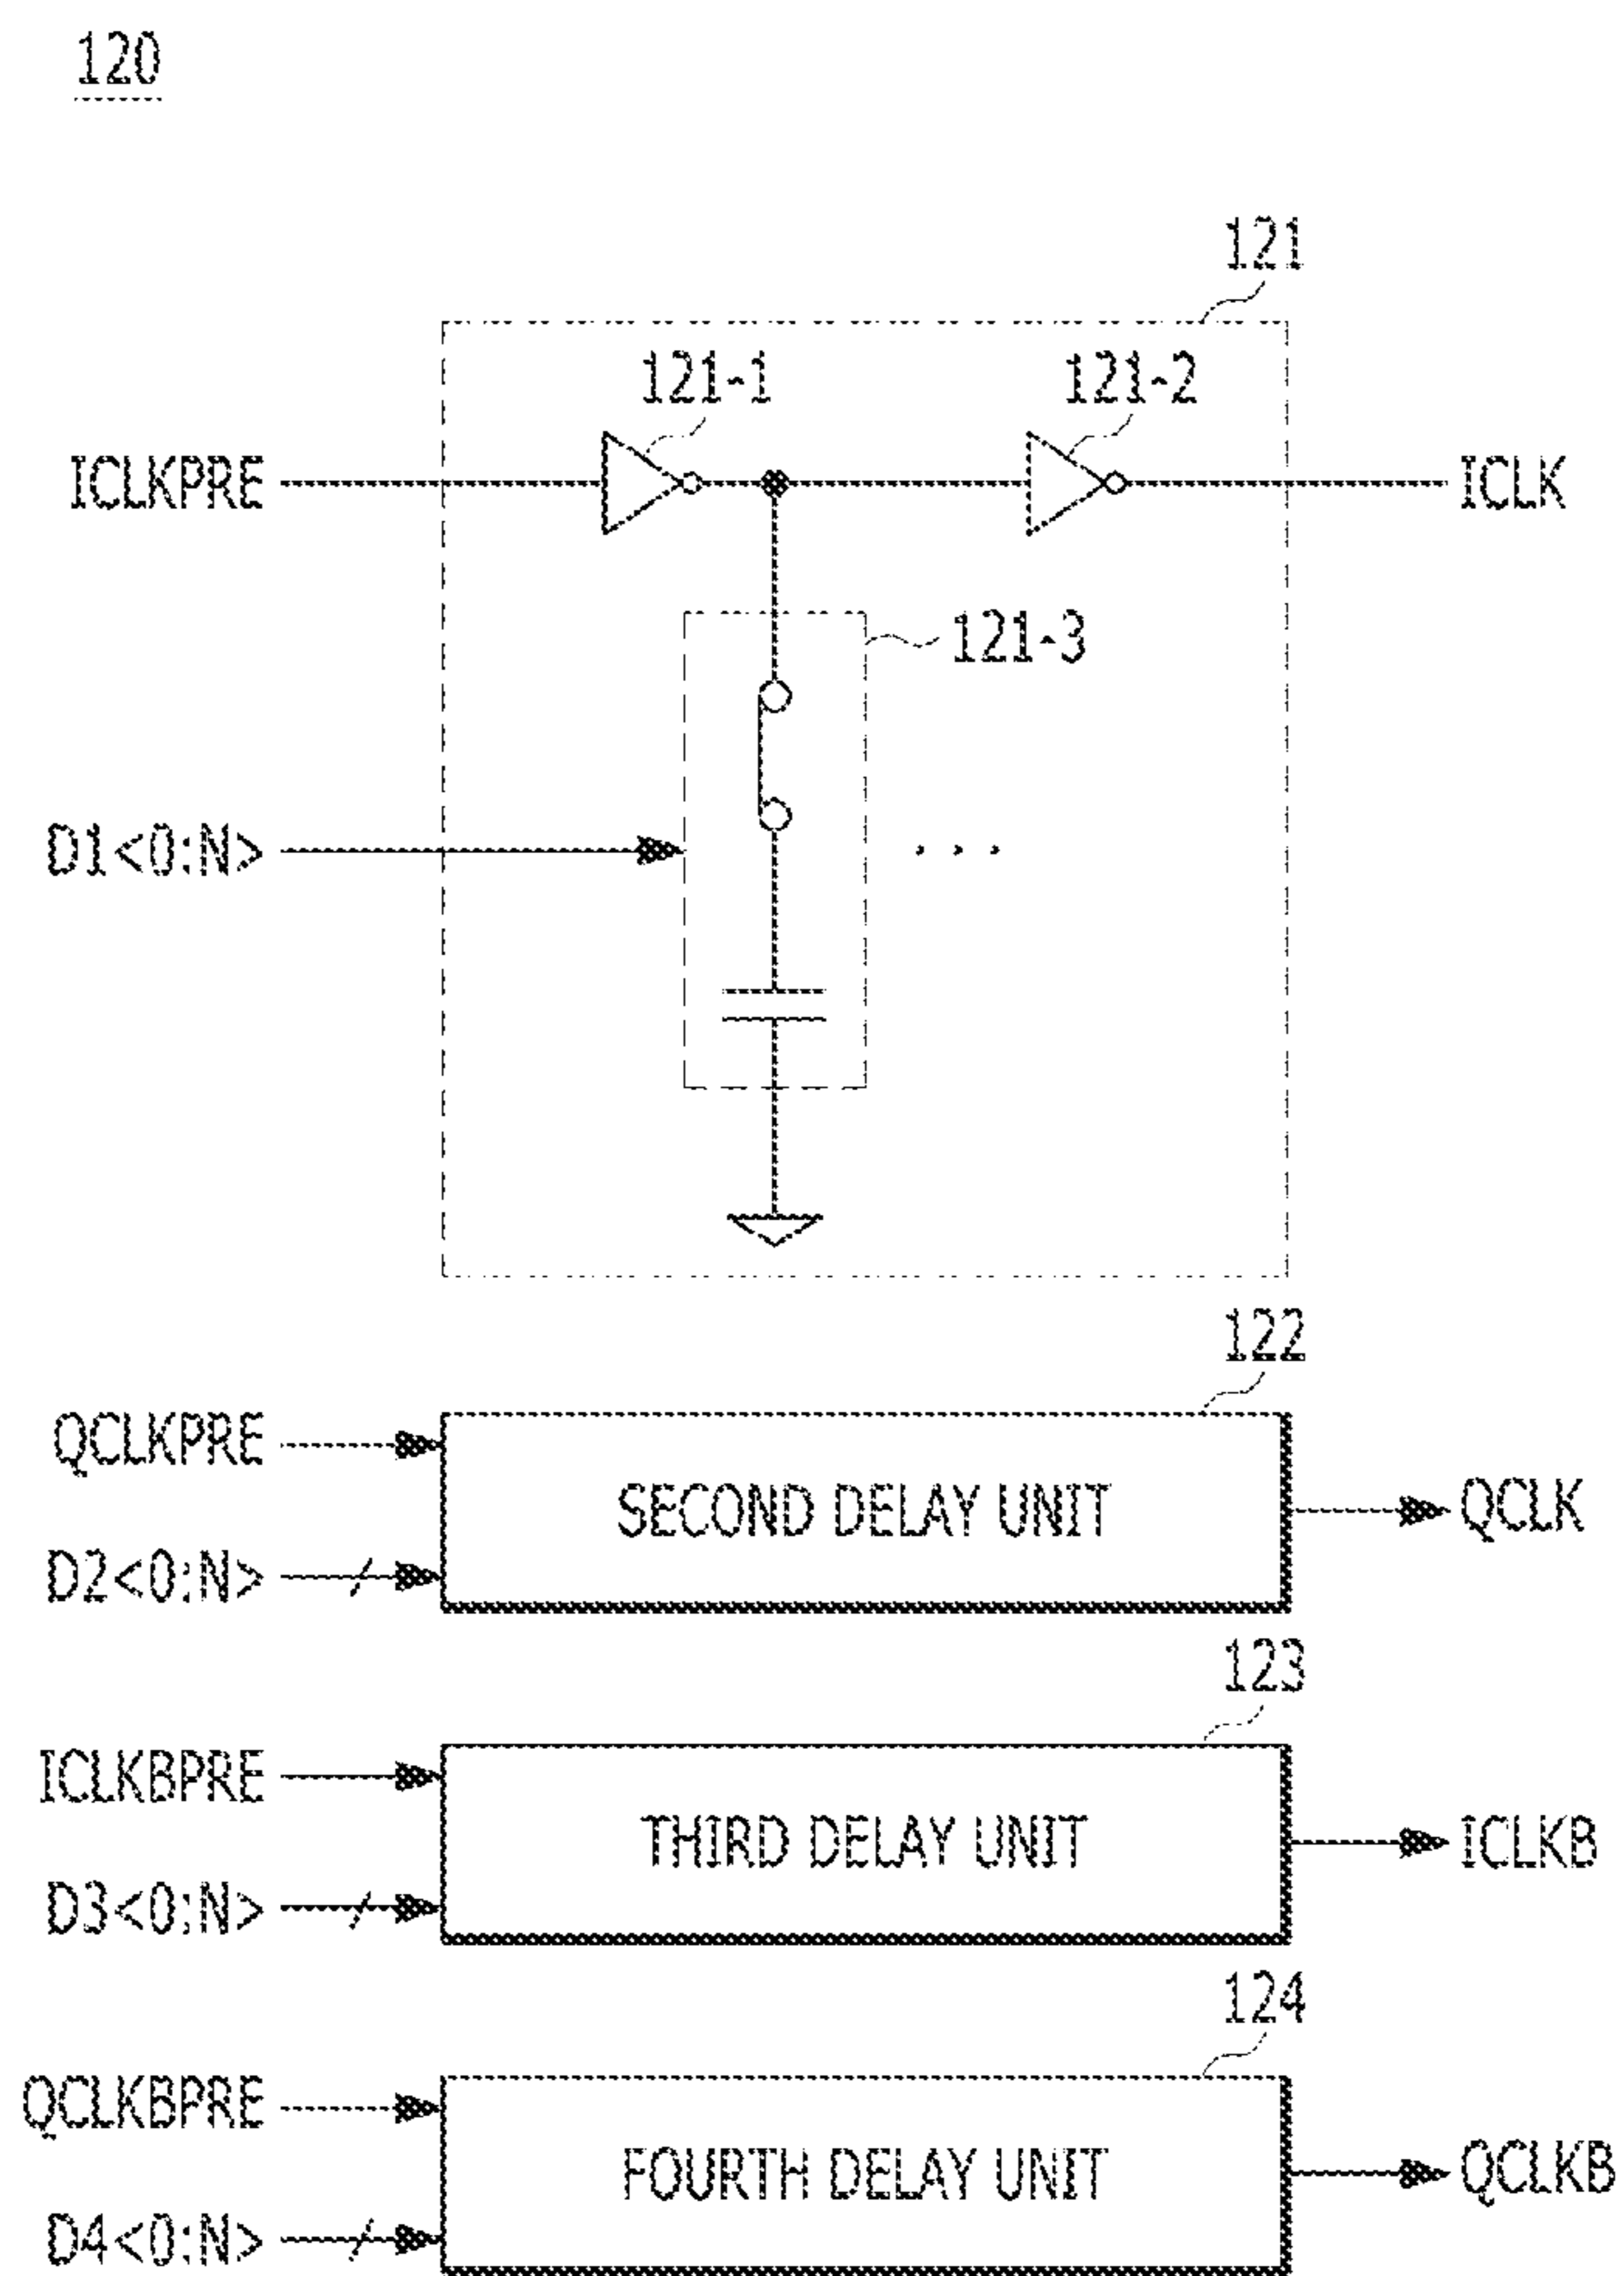 120
121
121-1
121-2
ICLKPRE
ICLK
121-3
D1<0:N>
. . .
122
QCLKPRE
SECOND DELAY UNIT
QCLK
D2<0:N>
123
ICLKBPRE
THIRD DELAY UNIT
ICLKB
D3<0:N>
124
QCLKBPRE
FOURTH DELAY UNIT
QCLKB
D4<0:N>